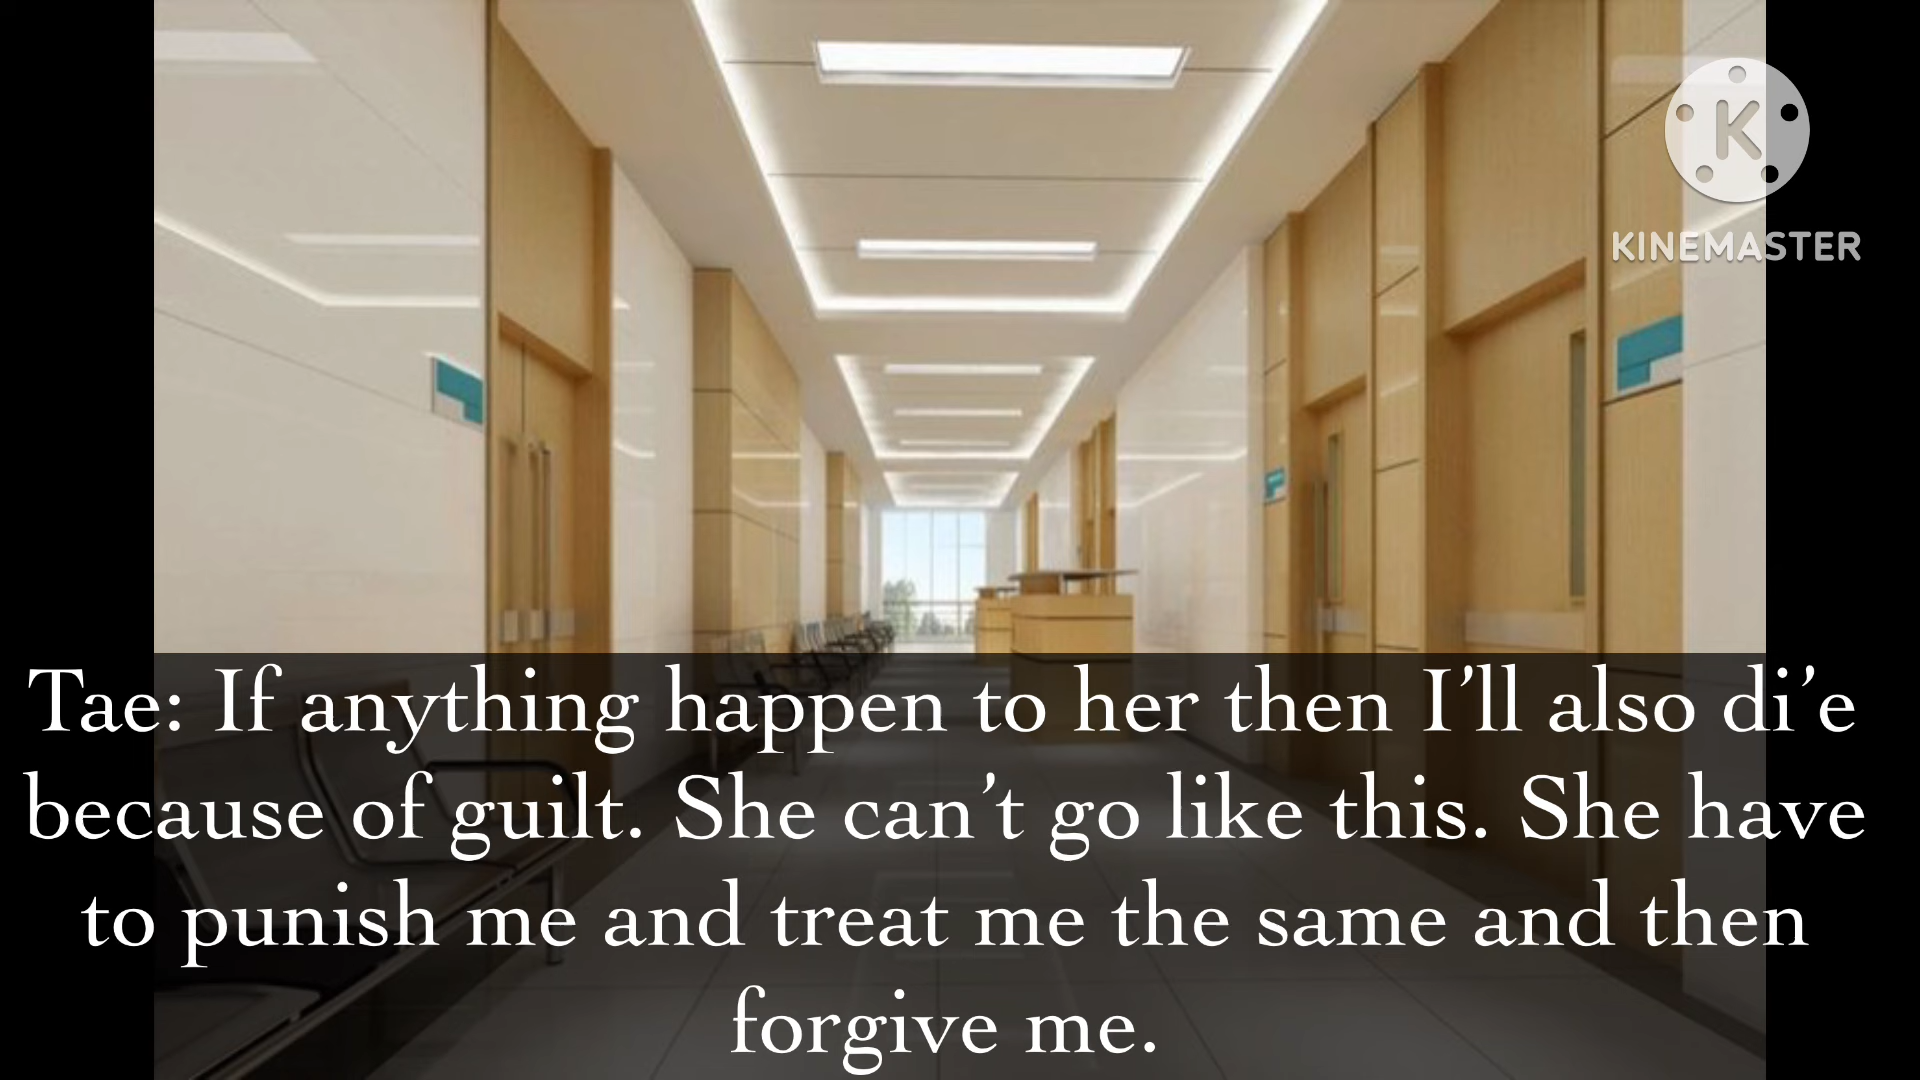 K
KINEMASTER
Tae: If anything happen to her then I’ll also di’e
because of guilt. She can’t go like this. She have
to punish me and treat me the same and then
forgive me.